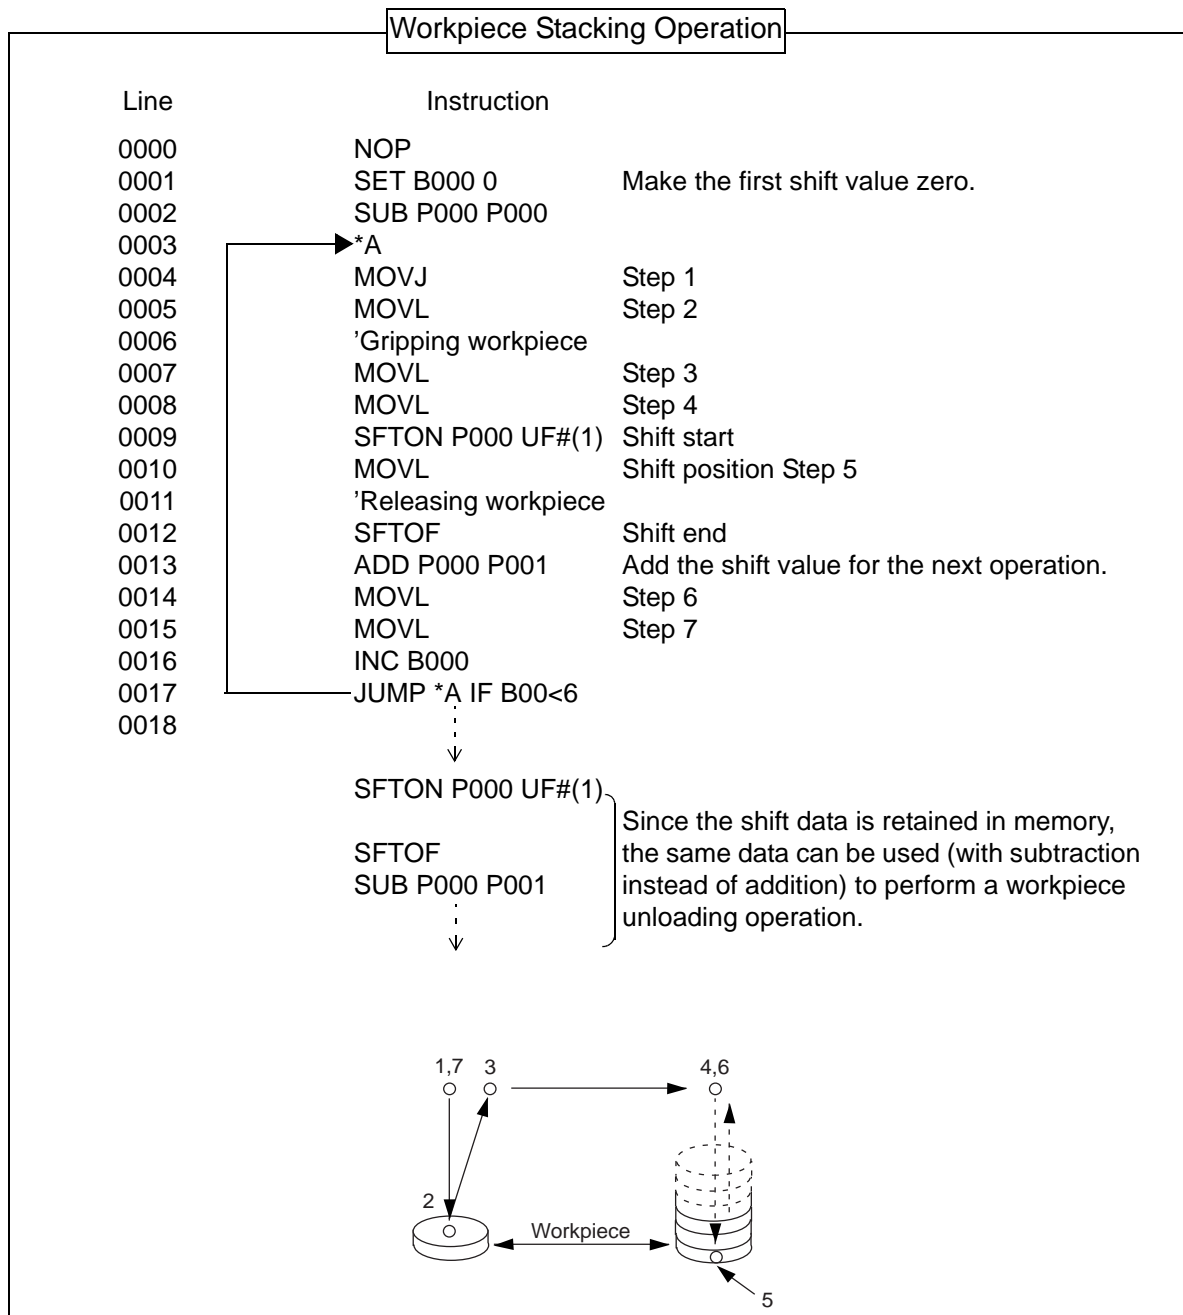 Workpiece Stacking Operation
Line Instruction
0000 NOP
0001 SET B000 0 Make the first shift value zero.
0002 SUB P000 P000
0003 *A
0004 MOVJ Step 1
0005 MOVL Step 2
0006 ’Gripping workpiece
0007 MOVL Step 3
0008 MOVL Step 4
0009 SFTON P000 UF#(1) Shift start
0010 MOVL Shift position Step 5
0011 ’Releasing workpiece
0012 SFTOF Shift end
0013 ADD P000 P001 Add the shift value for the next operation.
0014 MOVL Step 6
0015 MOVL Step 7
0016 INC B000
0017 JUMP *A IF B00<6
0018
SFTON P000 UF#(1)
SFTOF
SUB P000 P001
Since the shift data is retained in memory,
the same data can be used (with subtraction
instead of addition) to perform a workpiece
unloading operation.
1,7 3 4,6
2
Workpiece
5